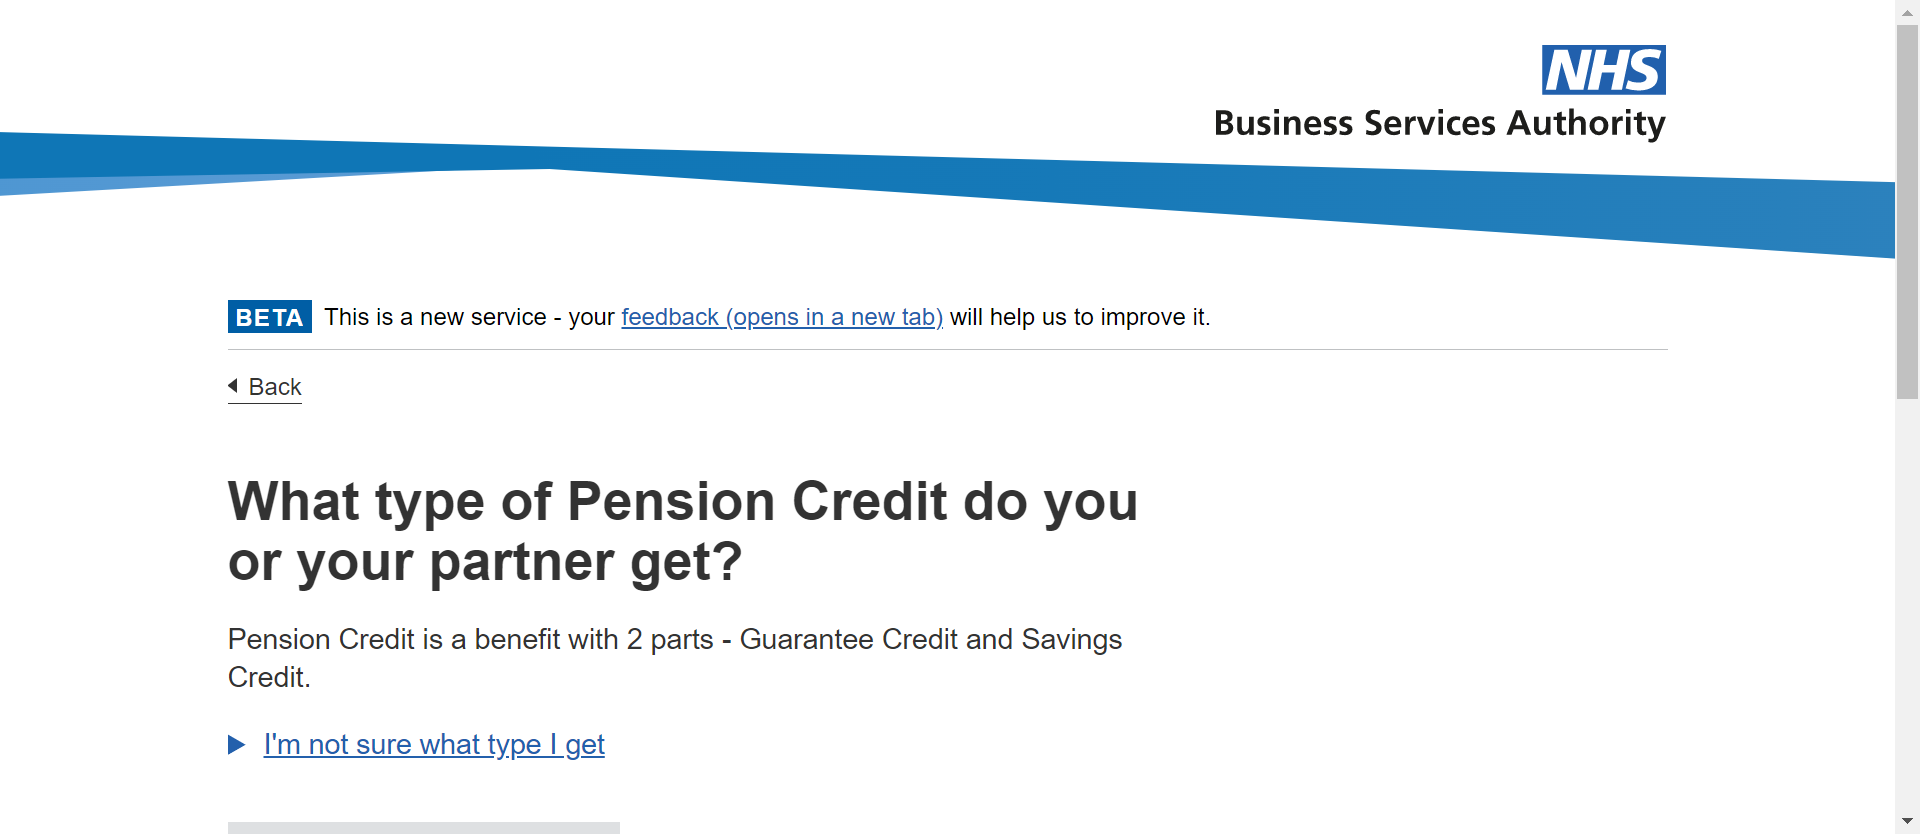 NHS
Business Services Authority
BETA This is a new service - your feedback (opens in a new tab) will help us to improve it.
Back
What type of Pension Credit do you
or your partner get?
Pension Credit is a benefit with 2 parts - Guarantee Credit and Savings
Credit.
I'm not sure what type I get